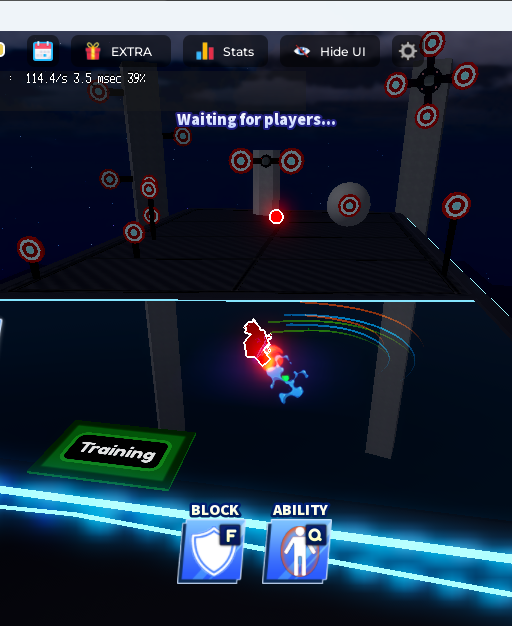 EXTRA
Stats
Hide UI
: 114.4/s 3.5 msec 39%
Waiting for players...
Training
BLOCK
ABILITY
F
Q